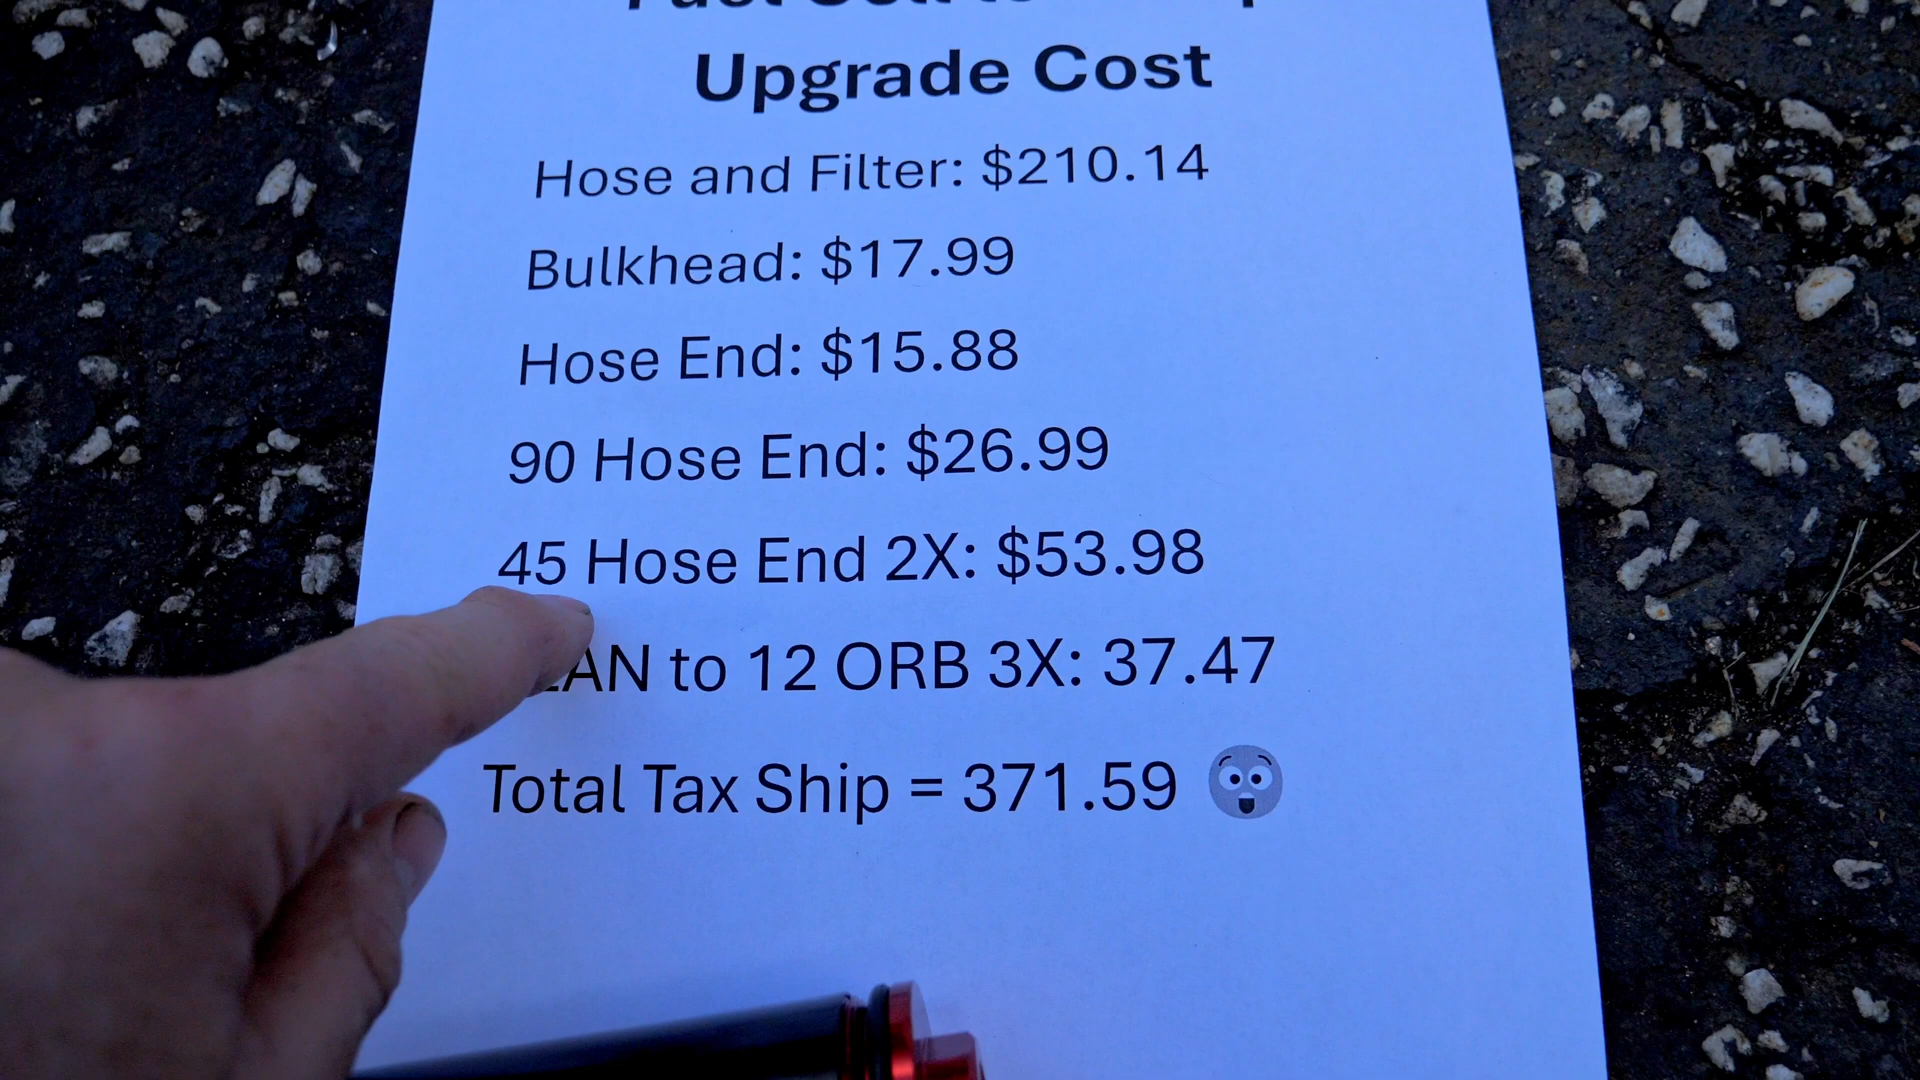 Upgrade Cost
Hose and Filter: $210.14
Bulkhead: $17.99
Hose End: $15.88
90 Hose End: $26.99
45 Hose End 2X: $53.98
AN to 12 ORB 3X: 37.47
Total Tax Ship = 371.59